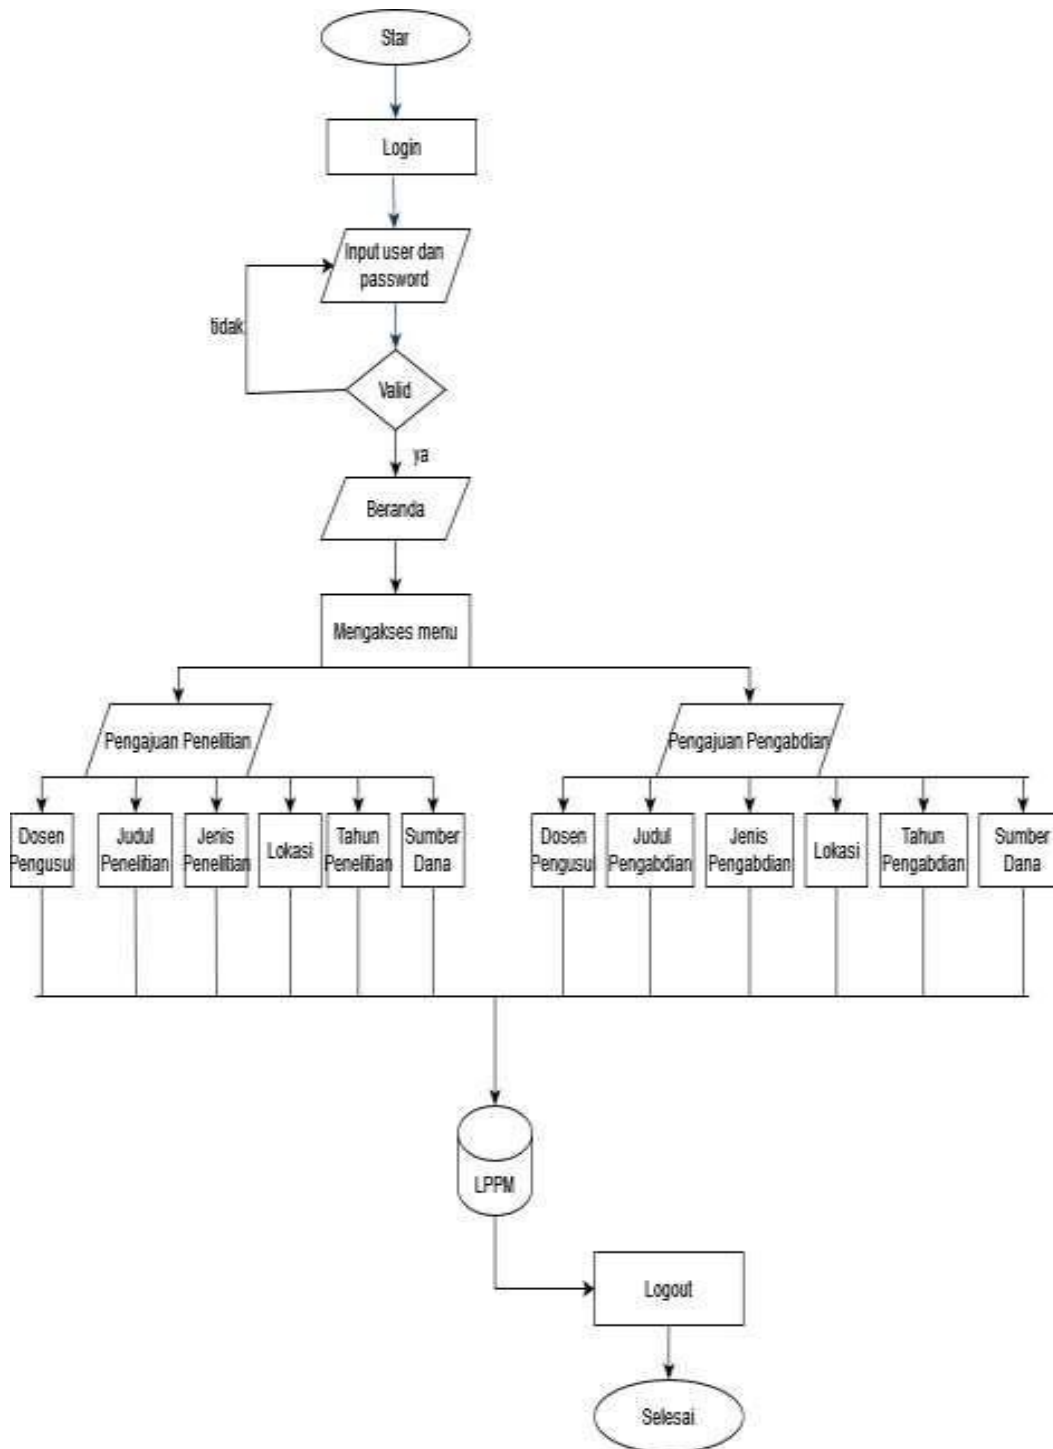 Star
Login
Input user dan
password
tidak
Valid
ya
Beranda
Mengakses menu
Pengajuan Penelitian
Pengajuan Pengabdian
Dosen
Pengusul
Judul
Penelitian
Jenis
Penelitian
Lokasi
Tahun
Penelitian
Sumber
Dana
Dosen
Pengusul
Judul
Pengabdian
Jenis
Pengabdian
Lokasi
Tahun
Pengabdian
Sumber
Dana
LPPM
Logout
Selesai